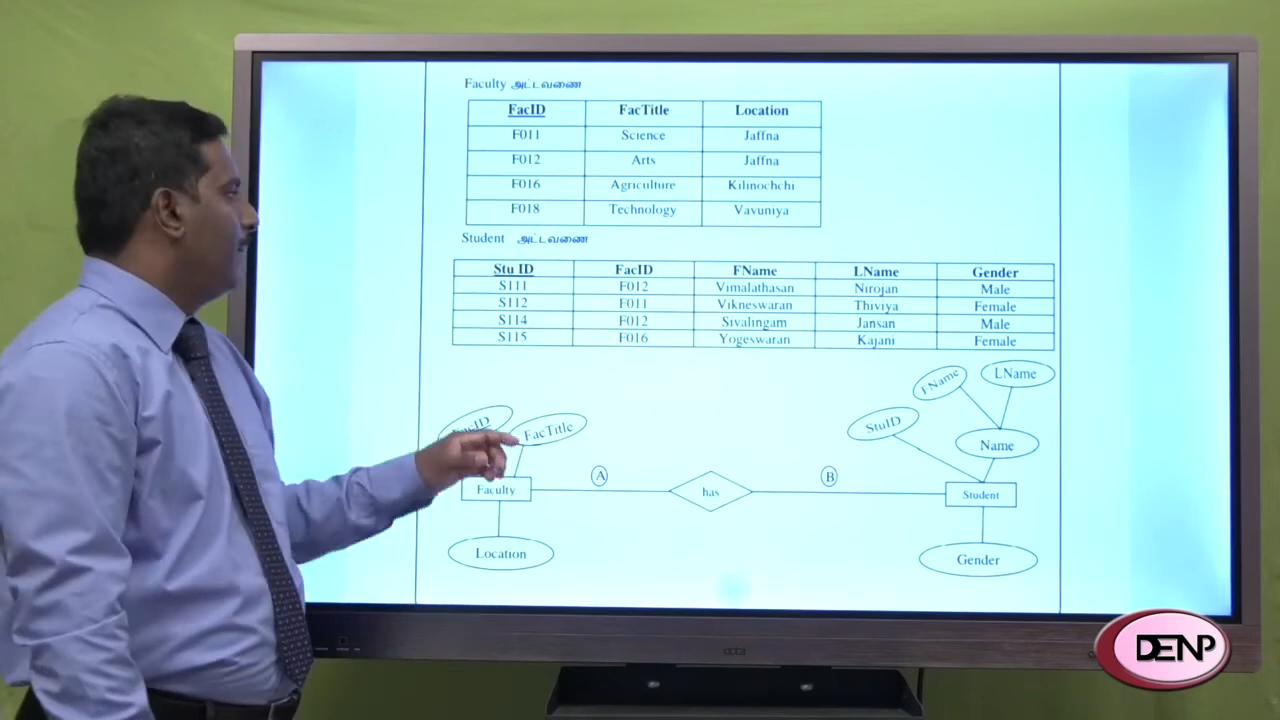 Faculty அட்டவணை
FacID FacTitle Location
F011 Science Jaffna
F012 Arts Jaffna
F016 Agriculture Kilinochchi
F018 Technology Vavuniya
Student அட்டவணை
Stu ID FacID FName LName Gender
S111 F012 Vimalathasan Nirojan Male
S112 F011 Vikneswaran Thiviya Female
S114 F012 Sivalingam Jansan Male
S115 F016 Yogeswaran Kajani Female
FName LName
FacID FacTitle StuID Name
A B
Faculty has Student
Location Gender
DENP